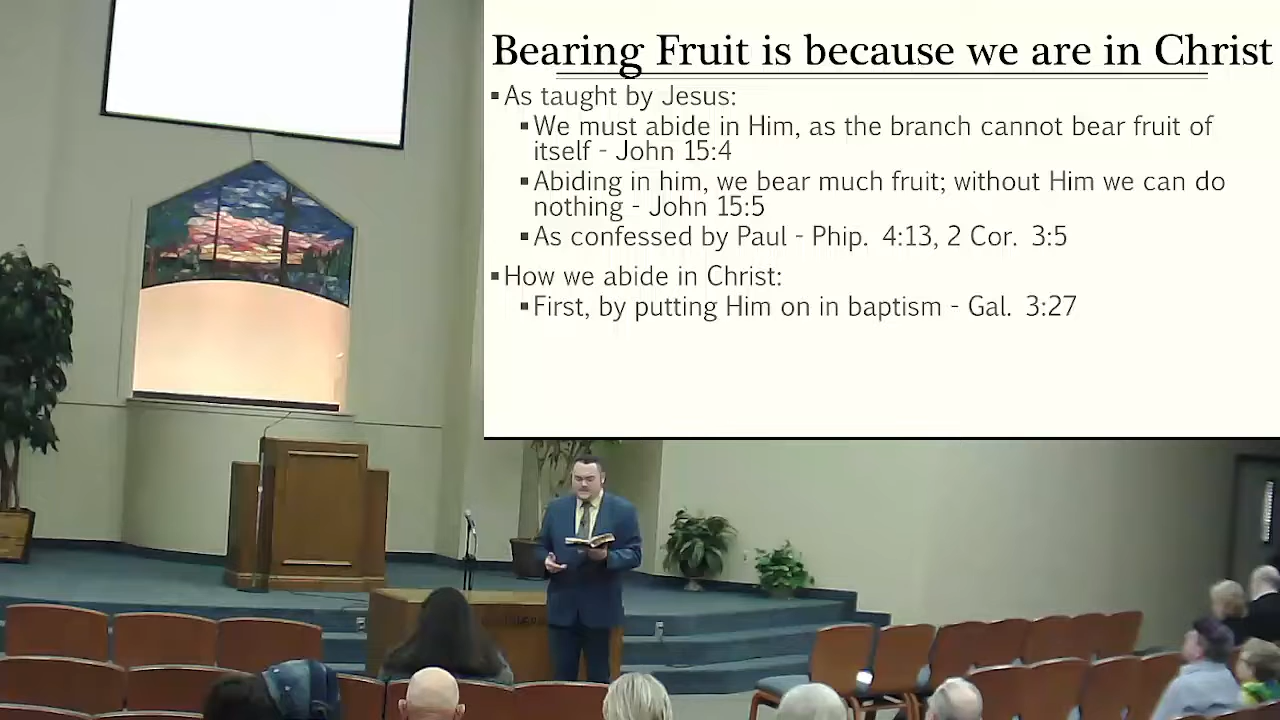 Bearing Fruit is because we are in Christ
▪As taught by Jesus:
▪We must abide in Him, as the branch cannot bear fruit of
itself - John 15:4
▪Abiding in him, we bear much fruit; without Him we can do
nothing - John 15:5
▪As confessed by Paul - Phip. 4:13, 2 Cor. 3:5
▪How we abide in Christ:
▪First, by putting Him on in baptism - Gal. 3:27